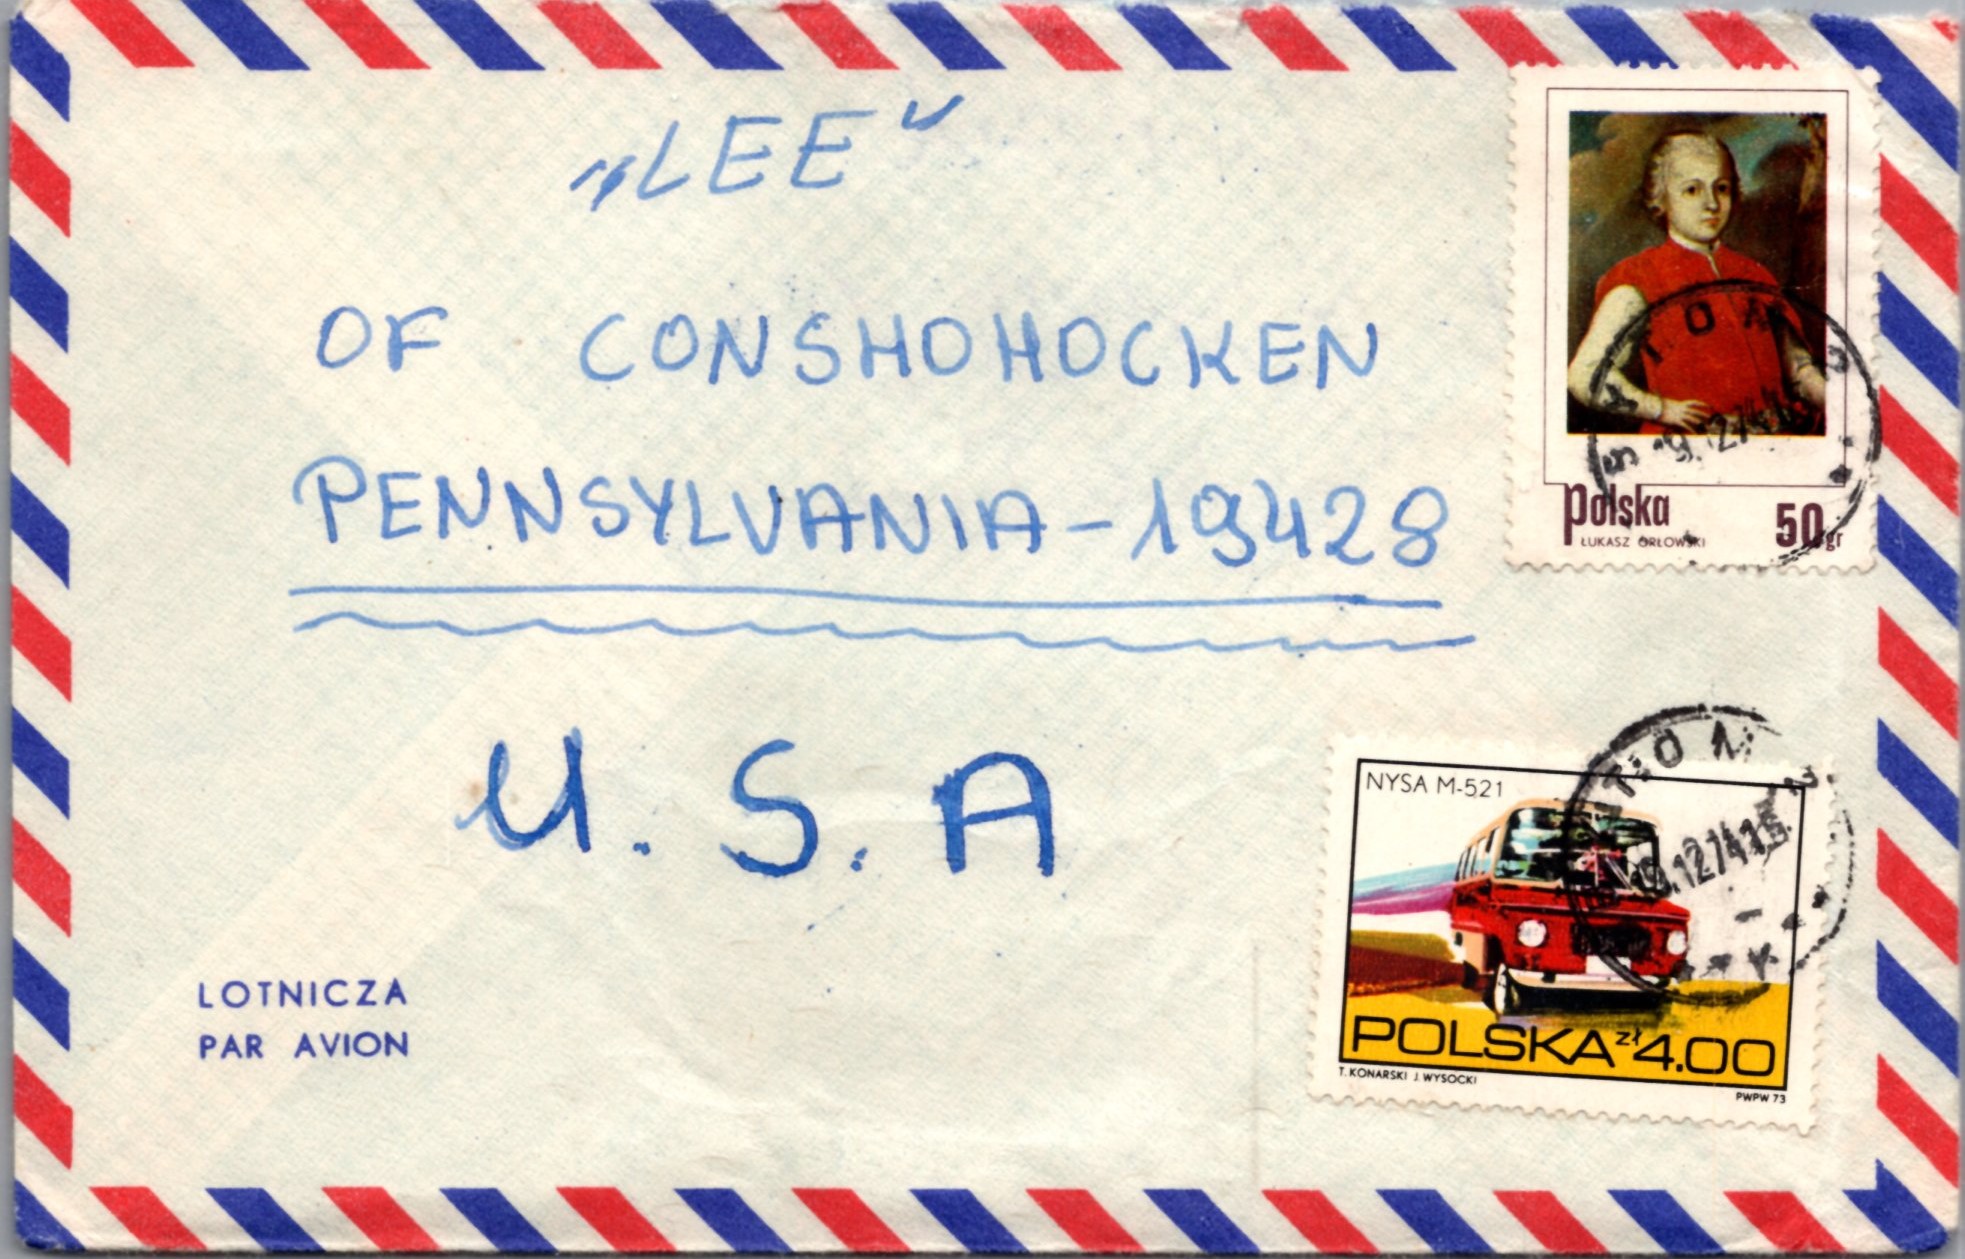 „LEE”
OF CONSHOHOCKEN
PENNSYLVANIA-19428
U.S.A
LOTNICZA
PAR AVION
polska 50 gr
ŁUKASZ ORŁOWSKI
NYSA M-521
POLSKA zł 4.00
T. KONARSKI J. WYSOCKI
PWPW 73